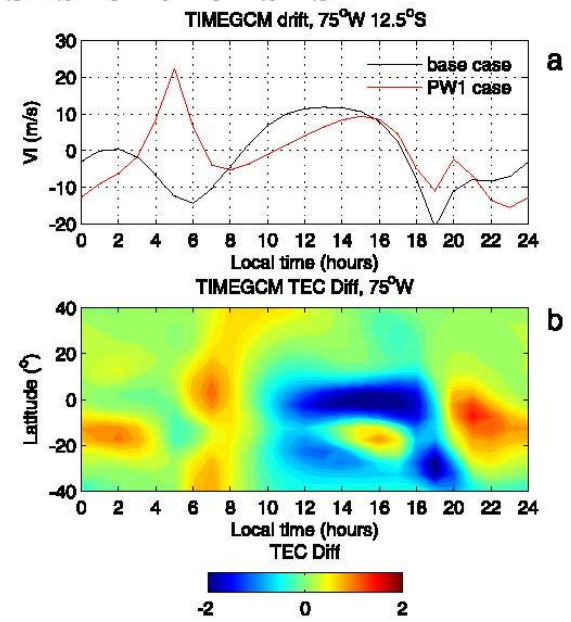 TIMEGCM drift, 75°W 12.5°S
a
30
20
10
0
-10
-20
VI (m/s)
base case
PW1 case
0 2 4 6 8 10 12 14 16 18 20 22 24
Local time (hours)
TIMEGCM TEC Diff, 75°W
b
40
20
0
-20
-40
Latitude (°)
0 2 4 6 8 10 12 14 16 18 20 22 24
Local time (hours)
TEC Diff
-2 0 2